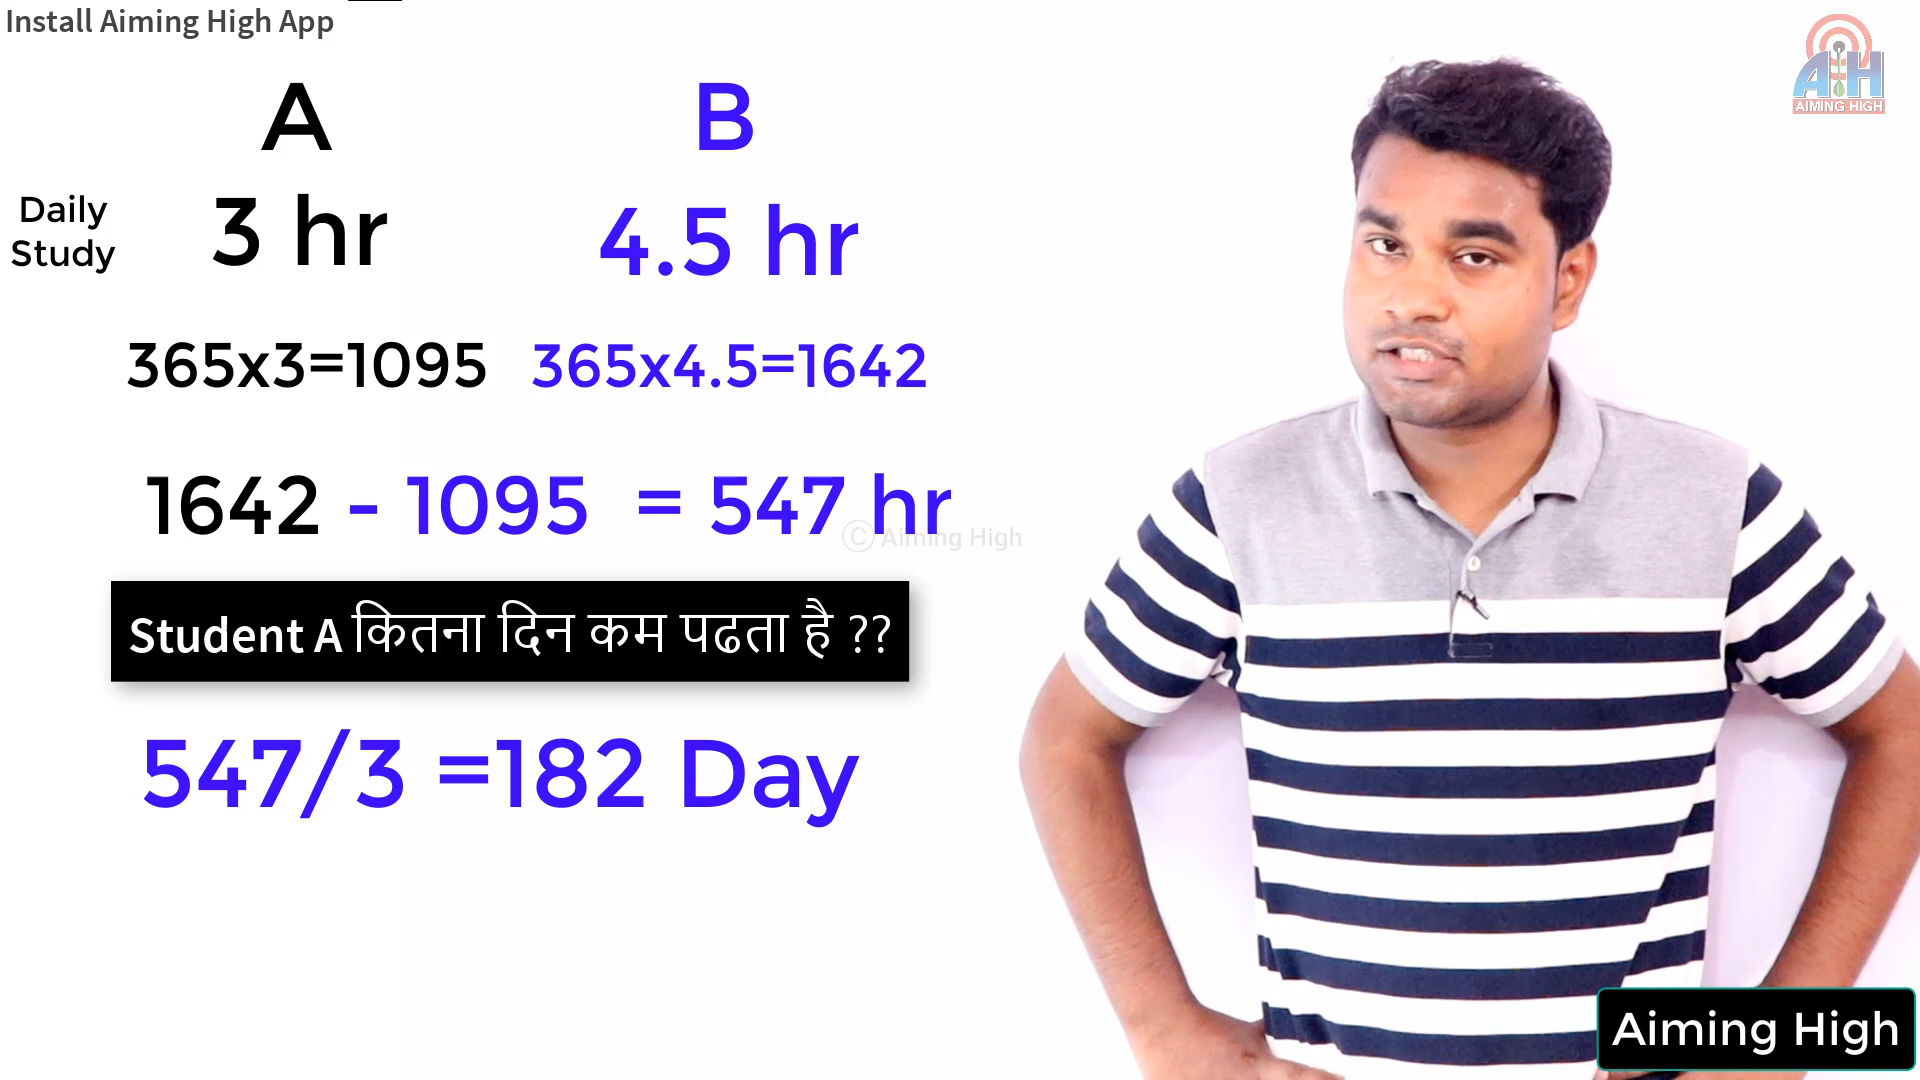 Install Aiming High App
AIH
AIMING HIGH
A B
Daily
Study
3 hr 4.5 hr
365x3=1095 365x4.5=1642
1642 - 1095 = 547 hr
© Aiming High
Student A कितना दिन कम पढता है ??
547/3 =182 Day
Aiming High